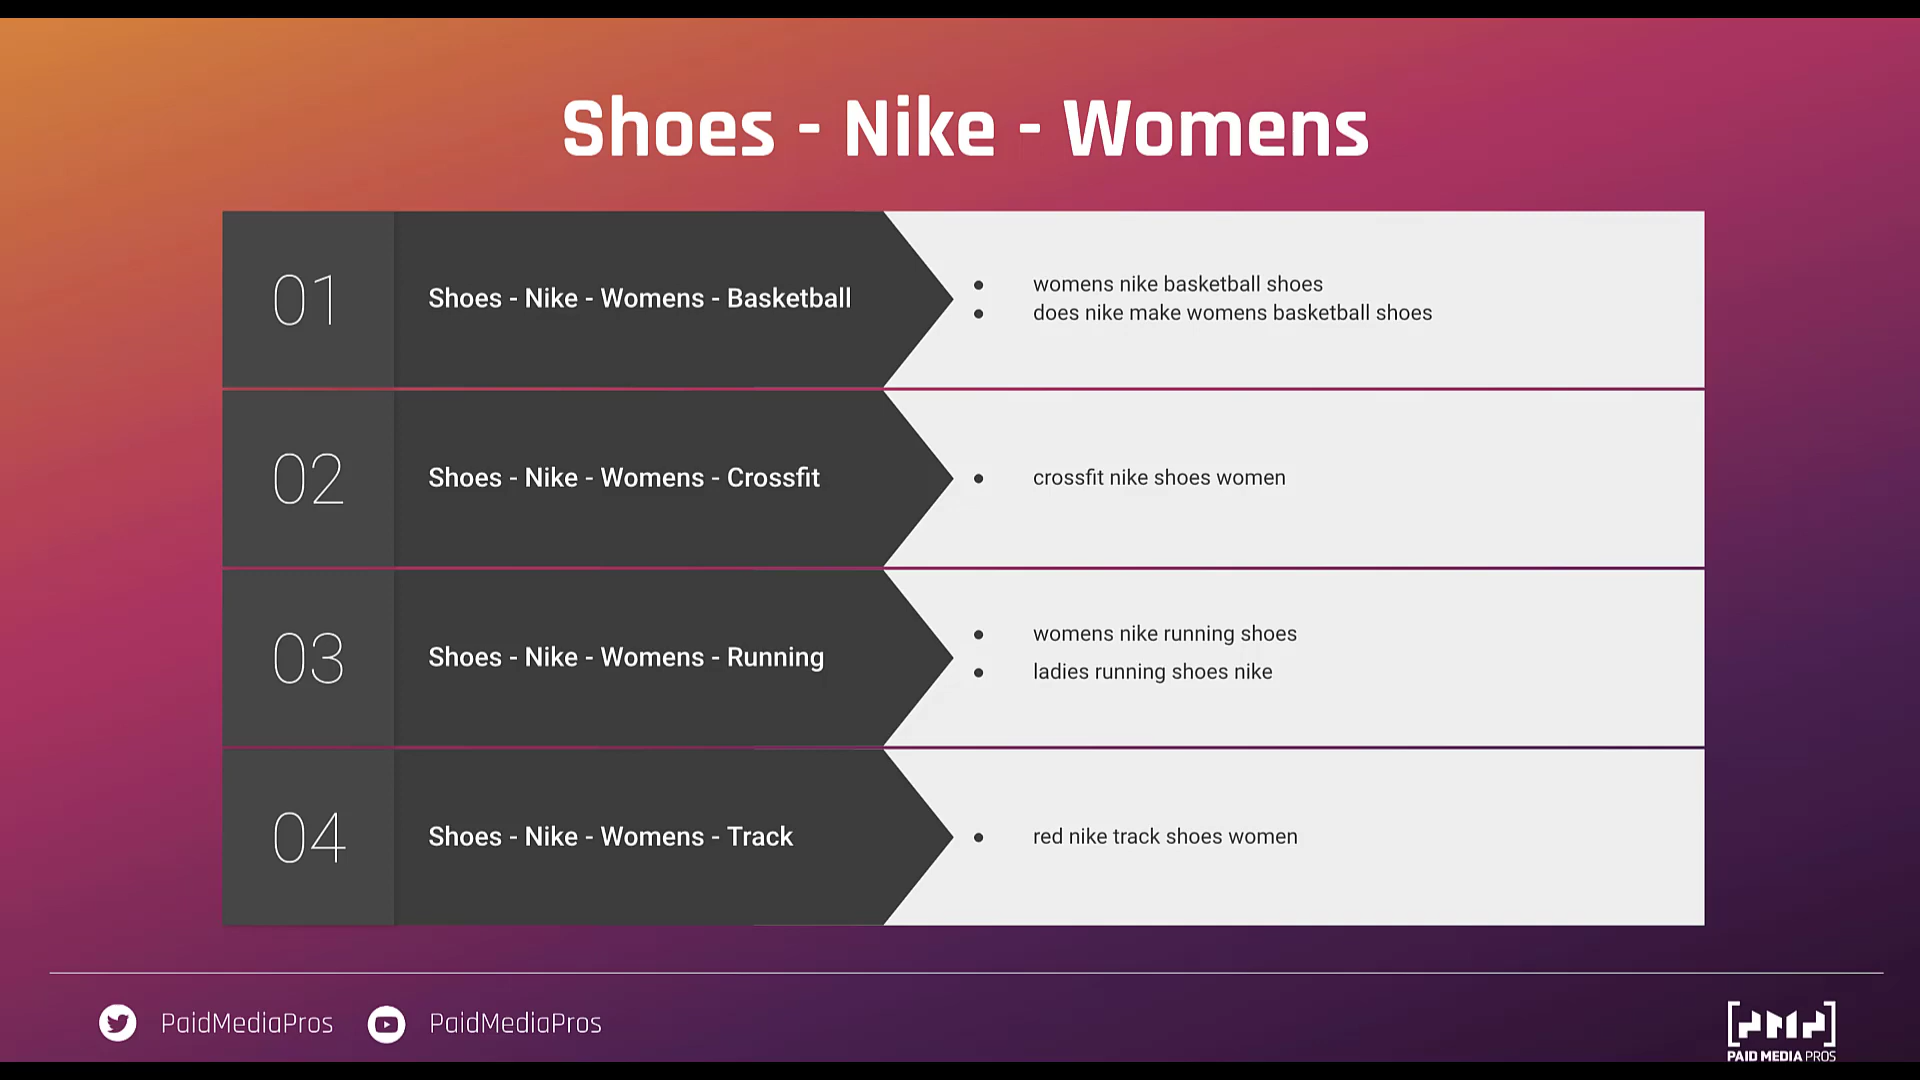 Shoes - Nike - Womens
01
Shoes - Nike - Womens - Basketball
• womens nike basketball shoes
• does nike make womens basketball shoes
02
Shoes - Nike - Womens - Crossfit
• crossfit nike shoes women
03
Shoes - Nike - Womens - Running
• womens nike running shoes
• ladies running shoes nike
04
Shoes - Nike - Womens - Track
• red nike track shoes women
PaidMediaPros
PaidMediaPros
[PMP]
PAID MEDIA PROS